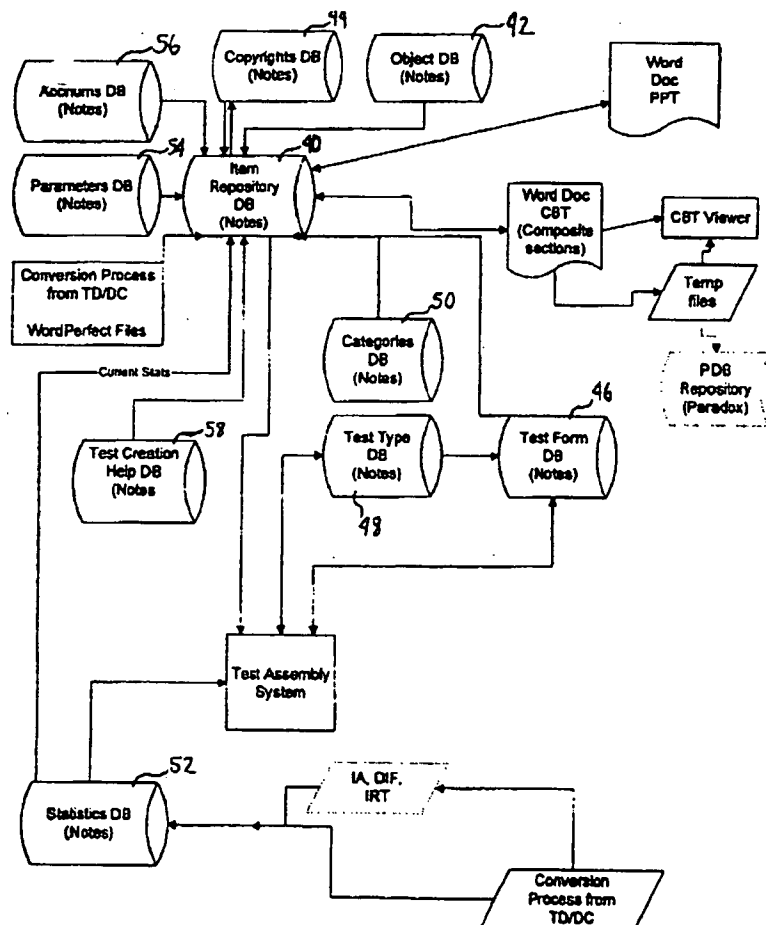 56
Accnums DB
(Notes)
44
Copyrights DB
(Notes)
42
Object DB
(Notes)
Word
Doc
PPT
54
Parameters DB
(Notes)
40
Item
Repository
DB
(Notes)
Word Doc
CBT
(Composite
sections)
CBT Viewer
Temp
files
PDB
Repository
(Paradox)
Conversion Process
from TD/DC
WordPerfect Files
Current Stats
50
Categories
DB
(Notes)
58
Test Creation
Help DB
(Notes
Test Type
DB
(Notes)
48
46
Test Form
DB
(Notes)
Test Assembly
System
52
Statistics DB
(Notes)
IA, DIF,
IRT
Conversion
Process from
TD/DC